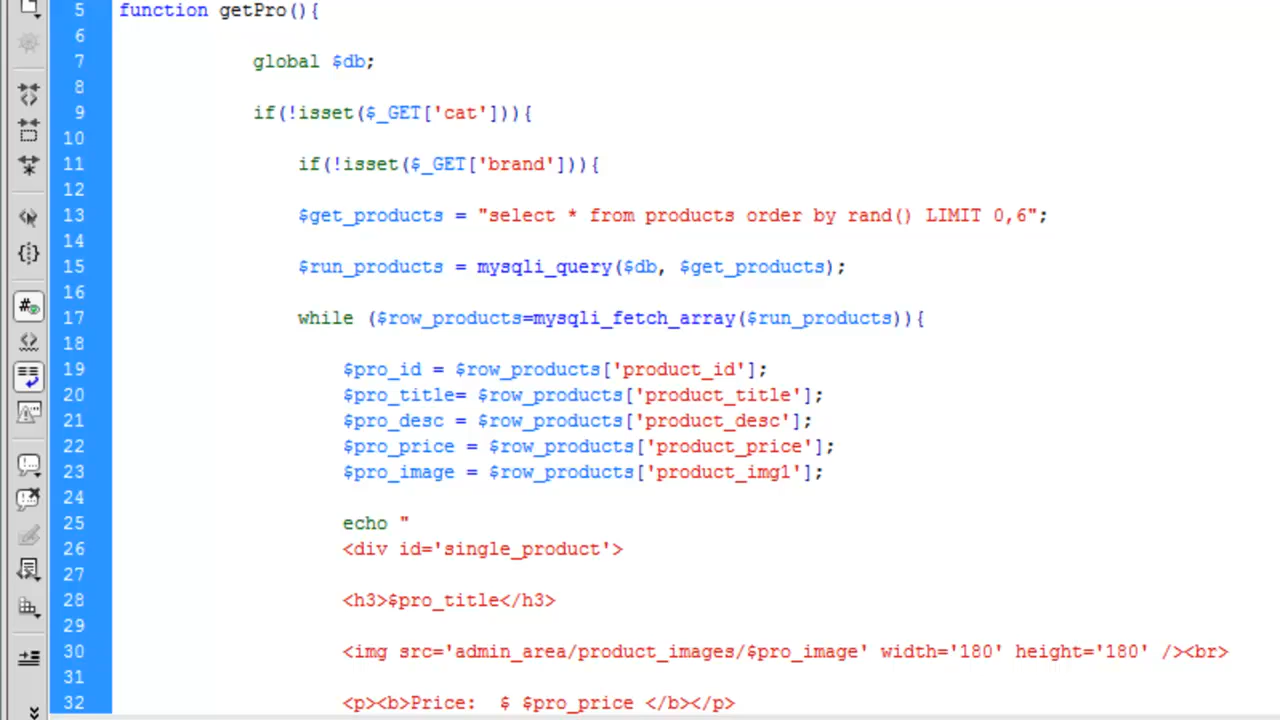 5 function getPro(){
6
7 global $db;
8
9 if(!isset($_GET['cat'])){
10
11 if(!isset($_GET['brand'])){
12
13 $get_products = "select * from products order by rand() LIMIT 0,6";
14
15 $run_products = mysqli_query($db, $get_products);
16
17 while ($row_products=mysqli_fetch_array($run_products)){
18
19 $pro_id = $row_products['product_id'];
20 $pro_title= $row_products['product_title'];
21 $pro_desc = $row_products['product_desc'];
22 $pro_price = $row_products['product_price'];
23 $pro_image = $row_products['product_img1'];
24
25 echo "
26 <div id='single_product'>
27
28 <h3>$pro_title</h3>
29
30 <img src='admin_area/product_images/$pro_image' width='180' height='180' /><br>
31
32 <p><b>Price:  $ $pro_price </b></p>